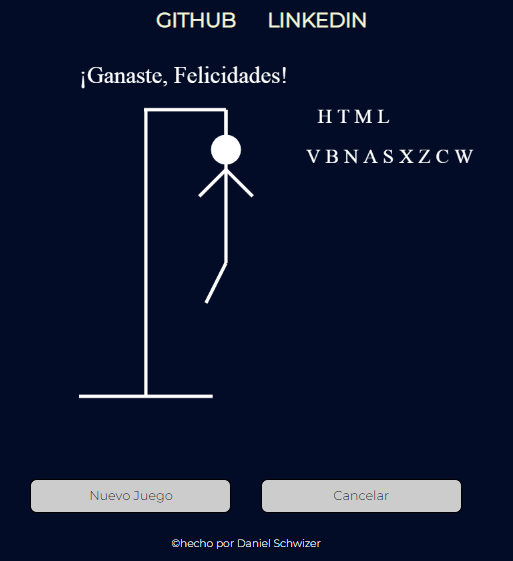 GITHUB LINKEDIN
¡Ganaste, Felicidades!
H T M L
V B N A S X Z C W
Nuevo Juego Cancelar
©hecho por Daniel Schwizer